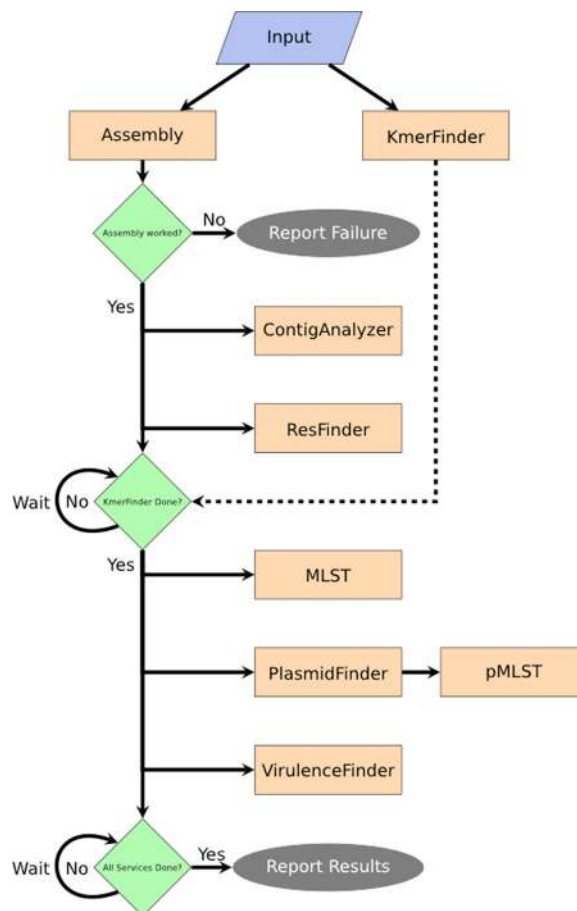 Input
Assembly
KmerFinder
Assembly worked?
No
Report Failure
Yes
ContigAnalyzer
ResFinder
Wait
No
KmerFinder Done?
Yes
MLST
PlasmidFinder
pMLST
VirulenceFinder
Wait
No
All Services Done?
Yes
Report Results